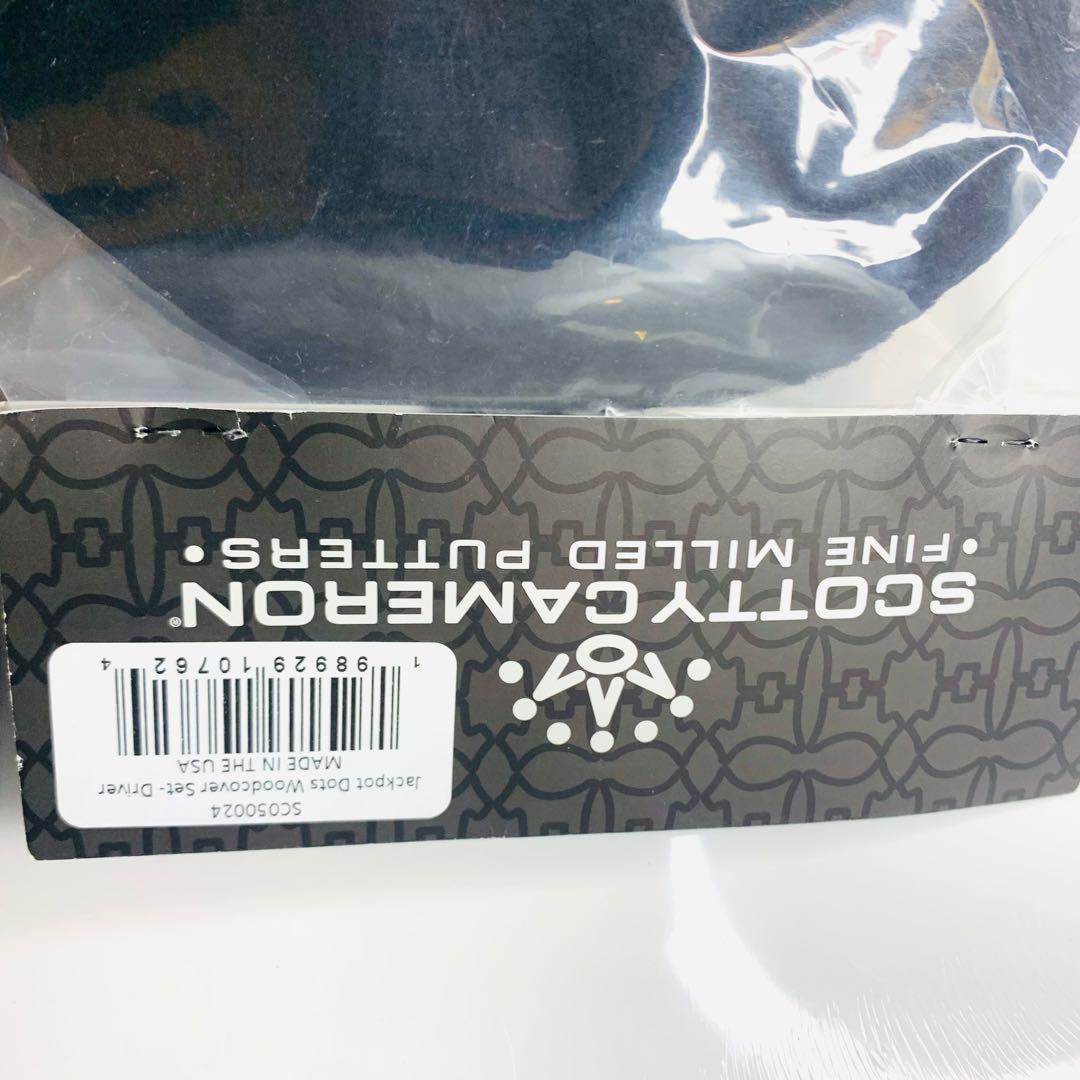 SC050024
Jackpot Dots Woodcover Set- Driver
MADE IN THE USA
1 98929 10762 4
SCOTTY CAMERON®
• FINE MILLED PUTTERS •